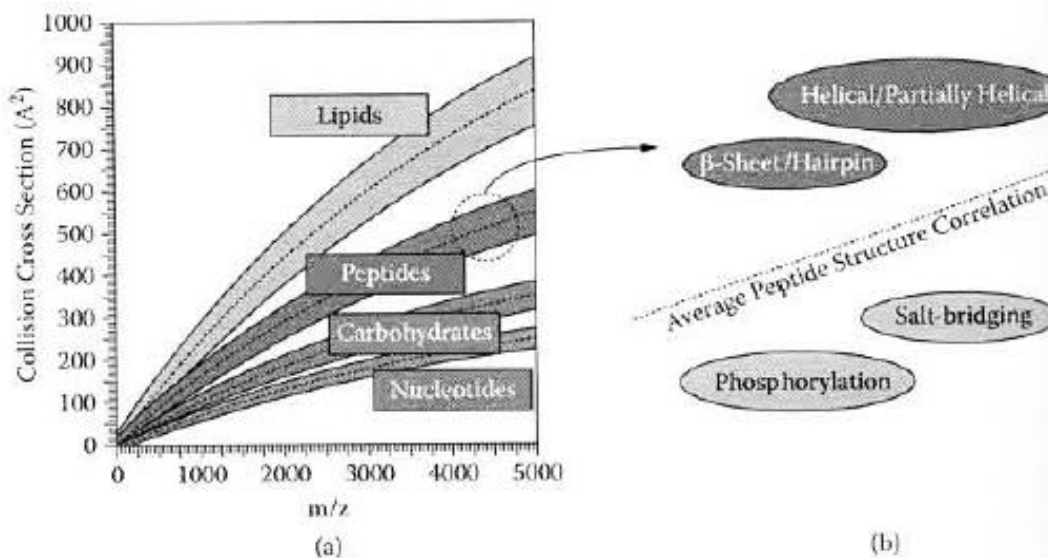 1000
900
800
700
600
500
400
300
200
100
0
Collision Cross Section (A²)
Lipids
Peptides
Carbohydrates
Nucleotides
0 1000 2000 3000 4000 5000
m/z
(a)
Helical/Partially Helical
β-Sheet/Hairpin
Average Peptide Structure Correlation
Salt-bridging
Phosphorylation
(b)